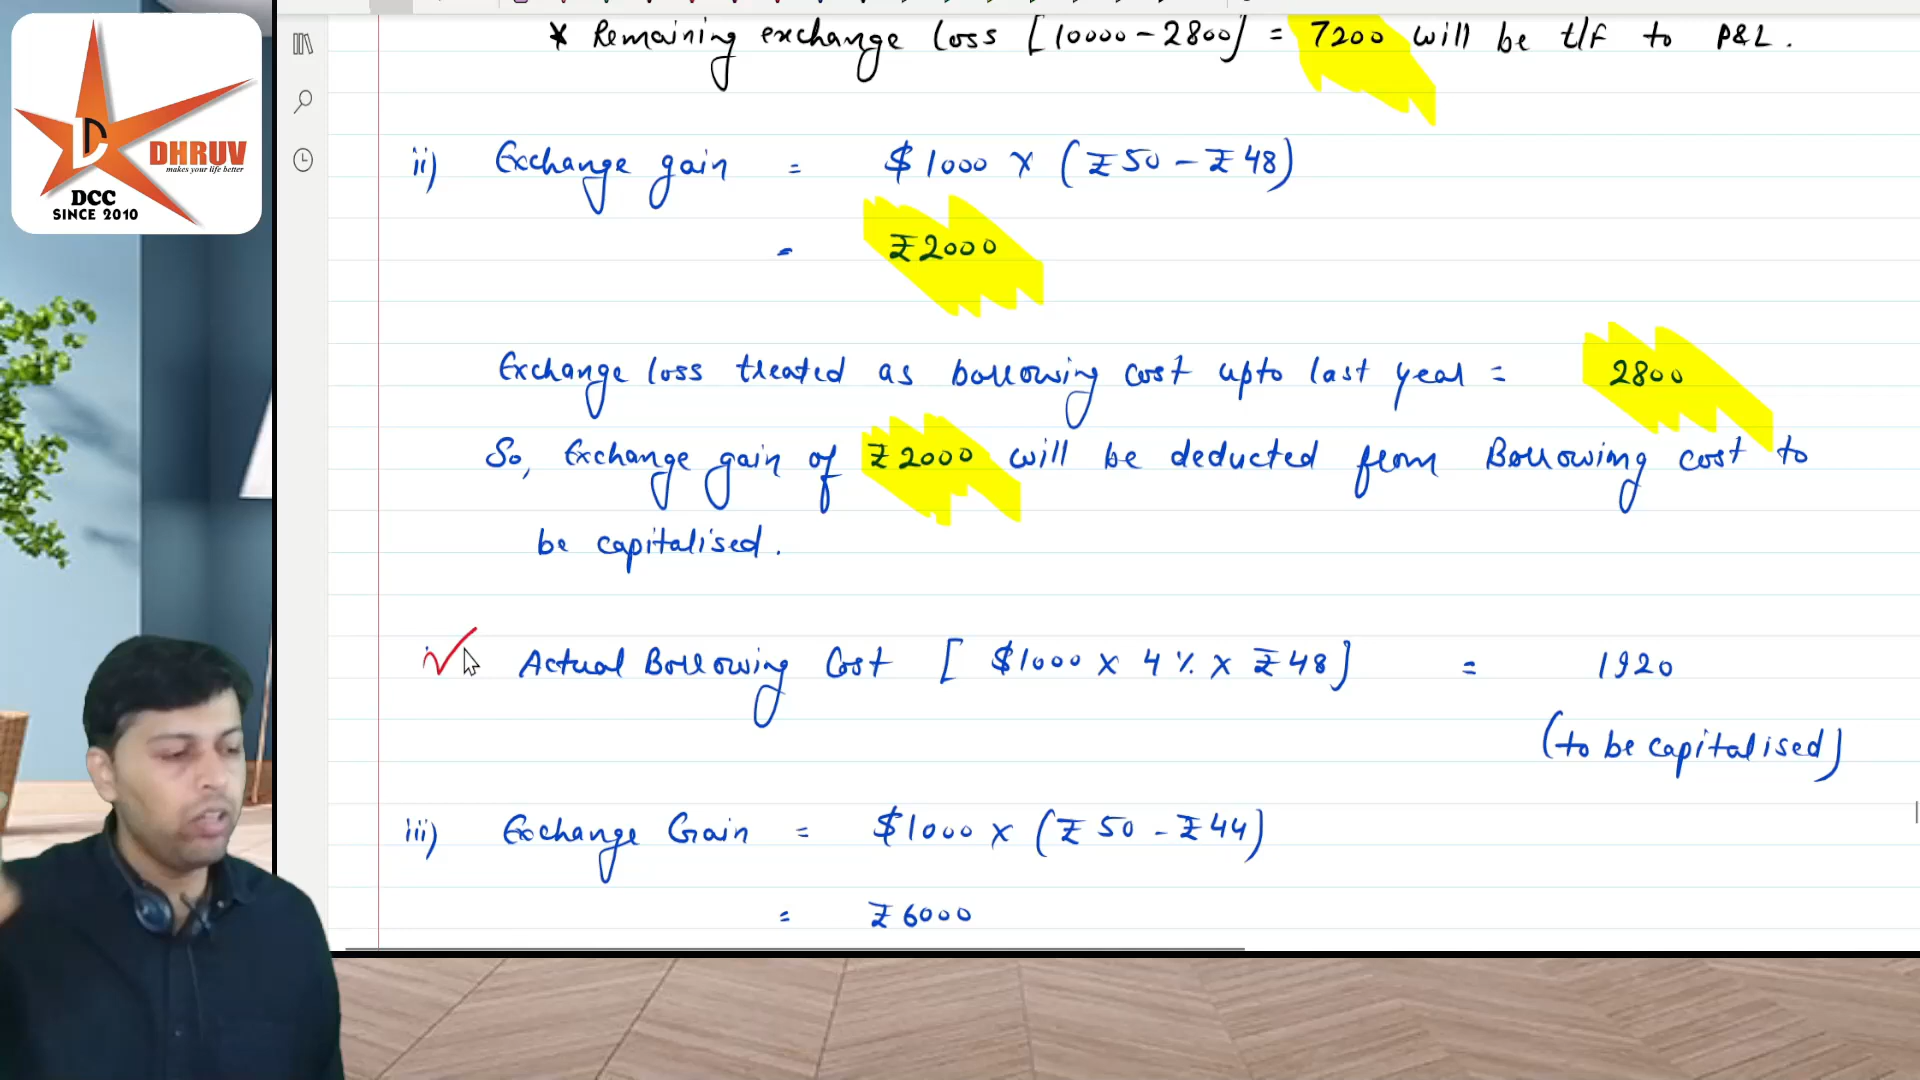 * Remaining exchange loss [10000-2800] = 7200 will be t/f to P&L.
DHRUV
makes your life better
DCC
SINCE 2010
ii) Exchange gain = $1000 x (₹50 - ₹48)
= ₹2000
Exchange loss treated as borrowing cost upto last year = 2800
So, Exchange gain of ₹2000 will be deducted from Borrowing cost to
be capitalised.
Actual Borrowing Cost [ $1000 x 4% x ₹48] = 1920
(to be capitalised)
iii) Exchange Gain = $1000 x (₹50 - ₹44)
= ₹6000